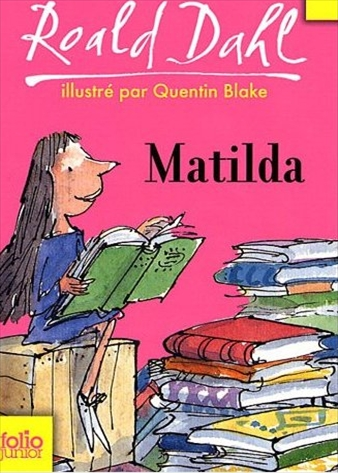 Roald Dahl
illustré par Quentin Blake
Matilda
folio
junior